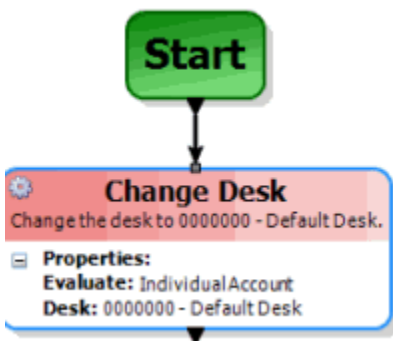 Start
Change Desk
Change the desk to 0000000 - Default Desk.
Properties:
Evaluate: Individual Account
Desk: 0000000 - Default Desk